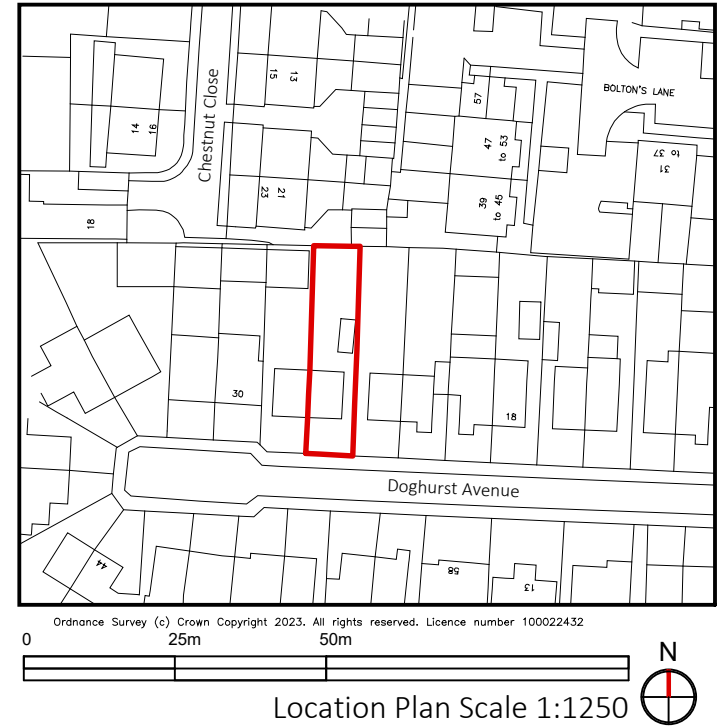 Chestnut Close
15
13
57
BOLTON'S LANE
14
16
47
to 53
31
to 37
23
21
39
to 45
18
30
18
Doghurst Avenue
44
58
13
Ordnance Survey (c) Crown Copyright 2023. All rights reserved. Licence number 100022432
0
25m
50m
N
Location Plan Scale 1:1250